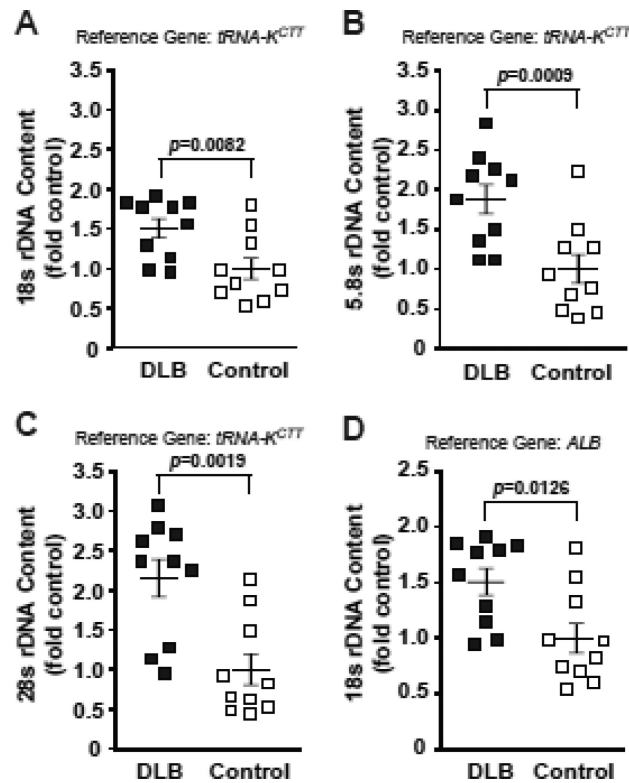 A
Reference Gene: tRNA-K^CTT
18s rDNA Content
(fold control)
3.5
3.0
2.5
2.0
1.5
1.0
0.5
0
p=0.0082
DLB
Control
B
Reference Gene: tRNA-K^CTT
5.8s rDNA Content
(fold control)
3.5
3.0
2.5
2.0
1.5
1.0
0.5
0
p=0.0009
DLB
Control
C
Reference Gene: tRNA-K^CTT
28s rDNA Content
(fold control)
3.5
3.0
2.5
2.0
1.5
1.0
0.5
0
p=0.0019
DLB
Control
D
Reference Gene: ALB
18s rDNA Content
(fold control)
2.5
2.0
1.5
1.0
0.5
0
p=0.0126
DLB
Control